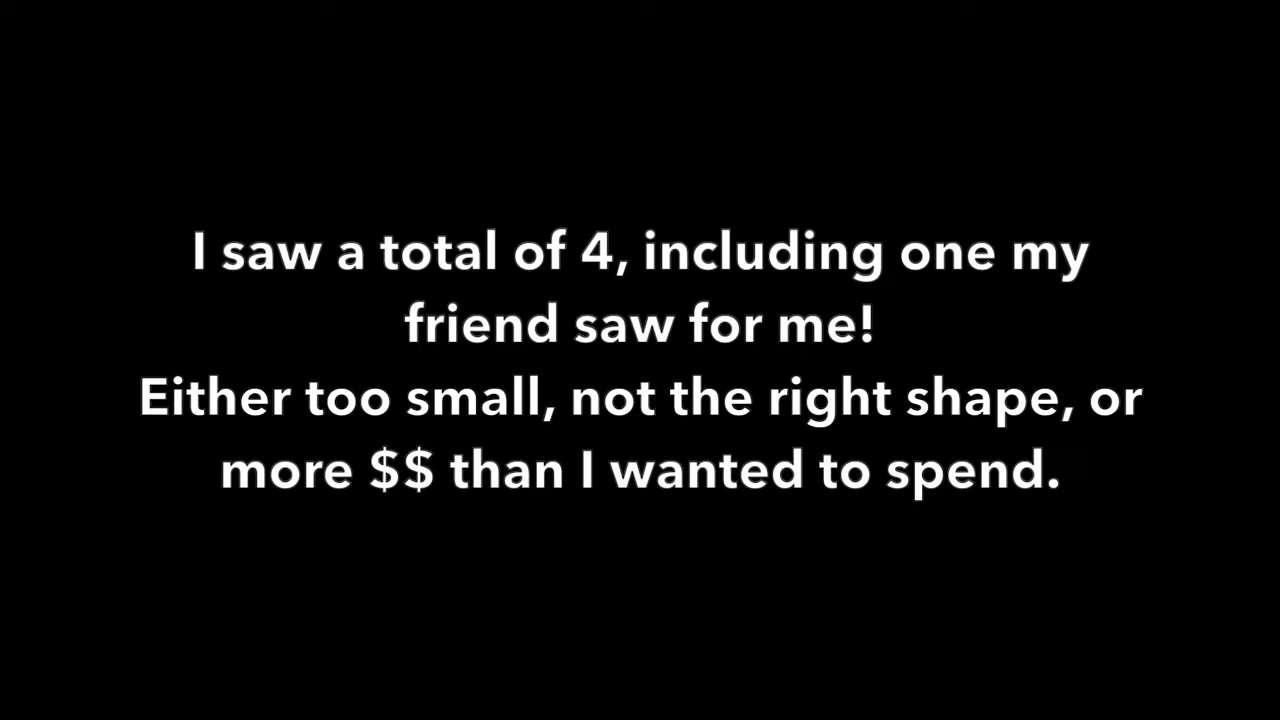 I saw a total of 4, including one my
friend saw for me!
Either too small, not the right shape, or
more $$ than I wanted to spend.